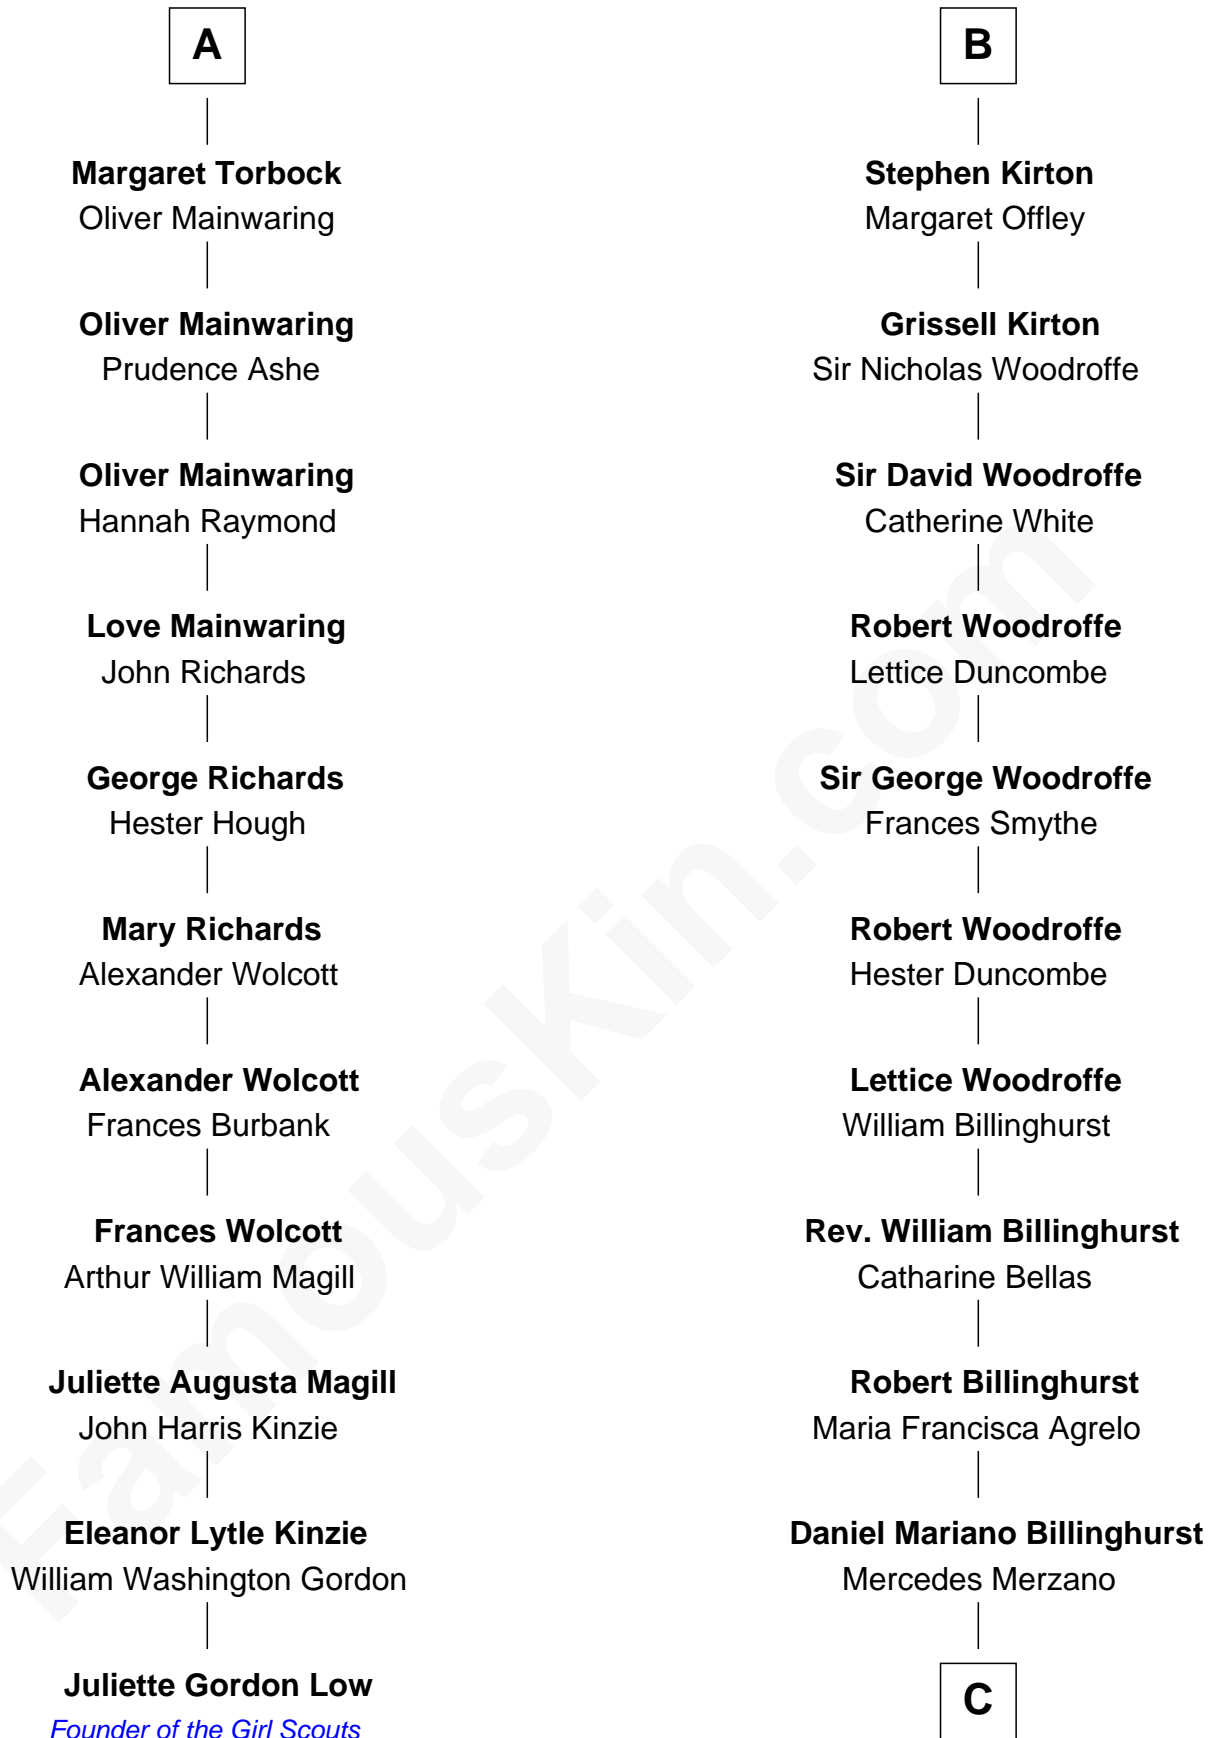 A
Margaret Torbock
Oliver Mainwaring
Oliver Mainwaring
Prudence Ashe
Oliver Mainwaring
Hannah Raymond
Love Mainwaring
John Richards
George Richards
Hester Hough
Mary Richards
Alexander Wolcott
Alexander Wolcott
Frances Burbank
Frances Wolcott
Arthur William Magill
Juliette Augusta Magill
John Harris Kinzie
Eleanor Lytle Kinzie
William Washington Gordon
Juliette Gordon Low
Founder of the Girl Scouts
B
Stephen Kirton
Margaret Offley
Grissell Kirton
Sir Nicholas Woodroffe
Sir David Woodroffe
Catherine White
Robert Woodroffe
Lettice Duncombe
Sir George Woodroffe
Frances Smythe
Robert Woodroffe
Hester Duncombe
Lettice Woodroffe
William Billinghurst
Rev. William Billinghurst
Catharine Bellas
Robert Billinghurst
Maria Francisca Agrelo
Daniel Mariano Billinghurst
Mercedes Merzano
C
FamousKin.com